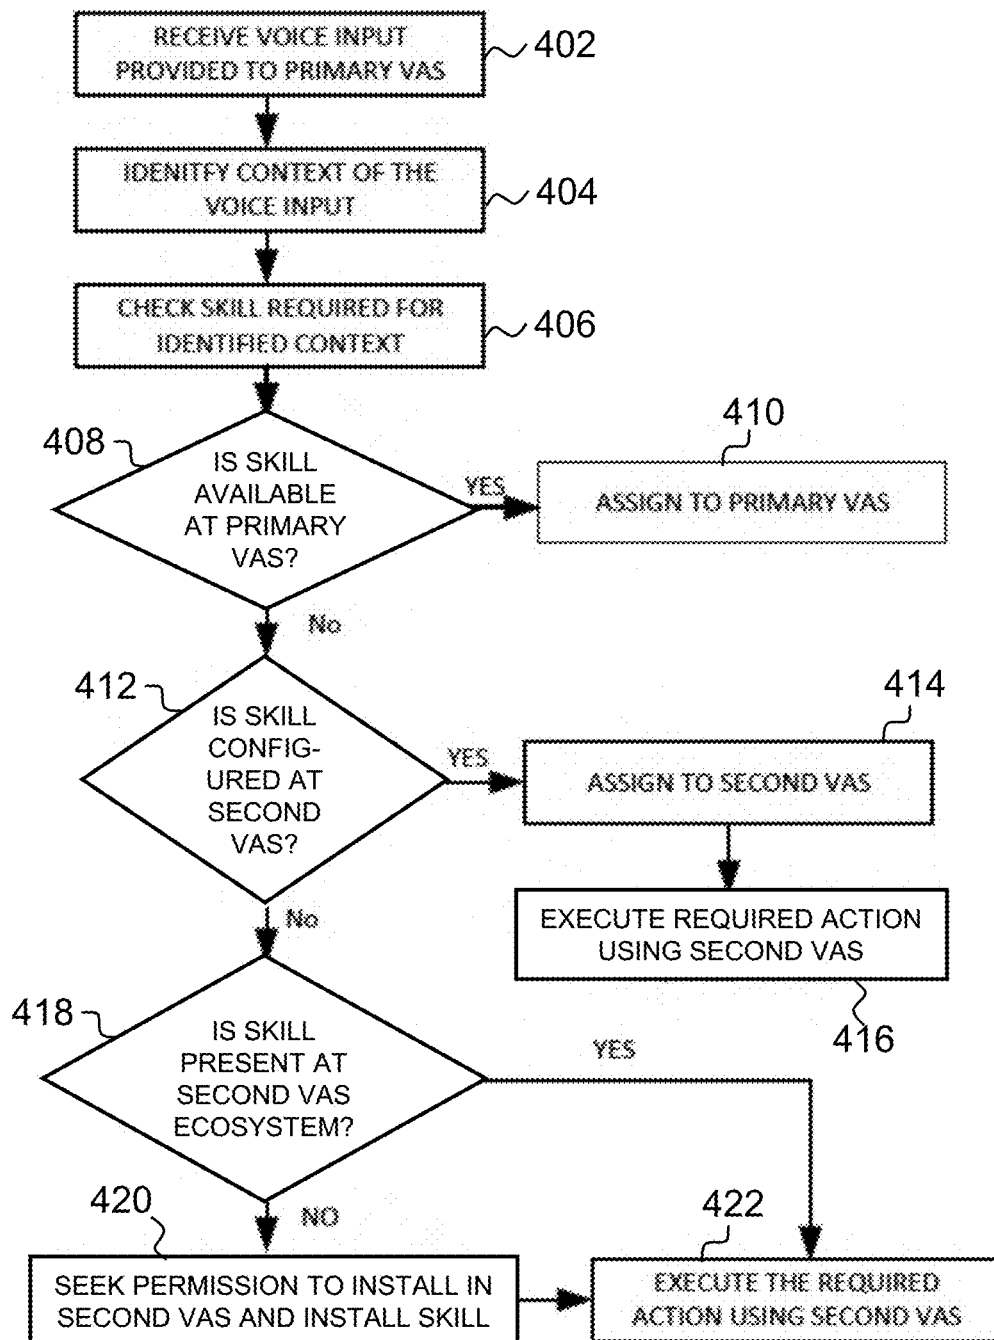 RECEIVE VOICE INPUT
PROVIDED TO PRIMARY VAS
402
IDENITFY CONTEXT OF THE
VOICE INPUT
404
CHECK SKILL REQUIRED FOR
IDENTIFIED CONTEXT
406
408
IS SKILL
AVAILABLE
AT PRIMARY
VAS?
YES
410
ASSIGN TO PRIMARY VAS
No
412
IS SKILL
CONFIG-
URED AT
SECOND
VAS?
YES
414
ASSIGN TO SECOND VAS
EXECUTE REQUIRED ACTION
USING SECOND VAS
416
No
418
IS SKILL
PRESENT AT
SECOND VAS
ECOSYSTEM?
YES
NO
420
SEEK PERMISSION TO INSTALL IN
SECOND VAS AND INSTALL SKILL
422
EXECUTE THE REQUIRED
ACTION USING SECOND VAS